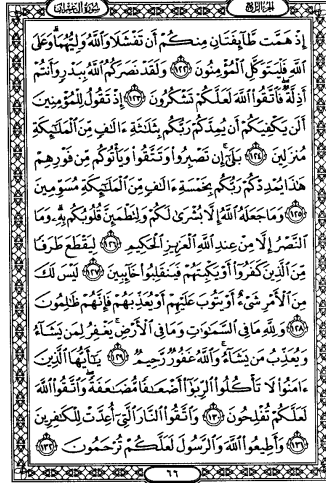 سورة آل عمران الجزء الرابع
إِذْ هَمَّت طَّآئِفَتَانِ مِنكُمْ أَن تَفْشَلَا وَٱللَّهُ وَلِيُّهُمَا وَعَلَى
ٱللَّهِ فَلْيَتَوَكَّلِ ٱلْمُؤْمِنُونَ ١٢٢ وَلَقَدْ نَصَرَكُمُ ٱللَّهُ بِبَدْرٍ وَأَنتُمْ
أَذِلَّةٌ فَٱتَّقُوا۟ ٱللَّهَ لَعَلَّكُمْ تَشْكُرُونَ ١٢٣ إِذْ تَقُولُ لِلْمُؤْمِنِينَ
أَلَن يَكْفِيَكُمْ أَن يُمِدَّكُمْ رَبُّكُم بِثَلَٰثَةِ ءَالَٰفٍ مِّنَ ٱلْمَلَٰٓئِكَةِ
مُنزَلِينَ ١٢٤ بَلَىٰٓ إِن تَصْبِرُوا۟ وَتَتَّقُوا۟ وَيَأْتُوكُم مِّن فَوْرِهِمْ
هَٰذَا يُمْدِدْكُمْ رَبُّكُم بِخَمْسَةِ ءَالَٰفٍ مِّنَ ٱلْمَلَٰٓئِكَةِ مُسَوِّمِينَ
١٢٥ وَمَا جَعَلَهُ ٱللَّهُ إِلَّا بُشْرَىٰ لَكُمْ وَلِتَطْمَئِنَّ قُلُوبُكُم بِهِۦ وَمَا
ٱلنَّصْرُ إِلَّا مِنْ عِندِ ٱللَّهِ ٱلْعَزِيزِ ٱلْحَكِيمِ ١٢٦ لِيَقْطَعَ طَرَفًا
مِّنَ ٱلَّذِينَ كَفَرُوٓا۟ أَوْ يَكْبِتَهُمْ فَيَنقَلِبُوا۟ خَآئِبِينَ ١٢٧ لَيْسَ لَكَ
مِنَ ٱلْأَمْرِ شَىْءٌ أَوْ يَتُوبَ عَلَيْهِمْ أَوْ يُعَذِّبَهُمْ فَإِنَّهُمْ ظَٰلِمُونَ
١٢٨ وَلِلَّهِ مَا فِى ٱلسَّمَٰوَٰتِ وَمَا فِى ٱلْأَرْضِ يَغْفِرُ لِمَن يَشَآءُ
وَيُعَذِّبُ مَن يَشَآءُ وَٱللَّهُ غَفُورٌ رَّحِيمٌ ١٢٩ يَٰٓأَيُّهَا ٱلَّذِينَ
ءَامَنُوا۟ لَا تَأْكُلُوا۟ ٱلرِّبَوٰٓا۟ أَضْعَٰفًا مُّضَٰعَفَةً وَٱتَّقُوا۟ ٱللَّهَ
لَعَلَّكُمْ تُفْلِحُونَ ١٣٠ وَٱتَّقُوا۟ ٱلنَّارَ ٱلَّتِىٓ أُعِدَّتْ لِلْكَٰفِرِينَ
١٣١ وَأَطِيعُوا۟ ٱللَّهَ وَٱلرَّسُولَ لَعَلَّكُمْ تُرْحَمُونَ ١٣٢
٦٦